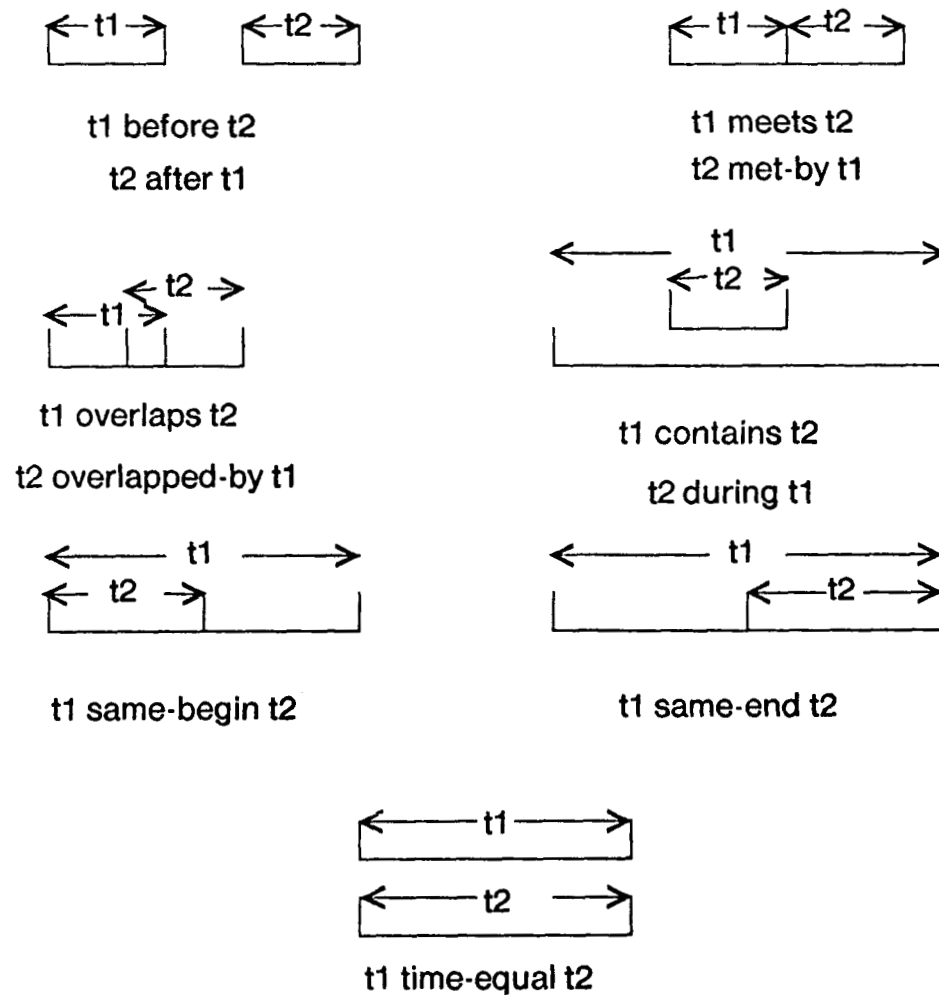 t1
t2
t1 before t2
t2 after t1
t1
t2
t1 meets t2
t2 met-by t1
t2
t1
t1 overlaps t2
t2 overlapped-by t1
t1
t2
t1 contains t2
t2 during t1
t1
t2
t1 same-begin t2
t1
t2
t1 same-end t2
t1
t2
t1 time-equal t2